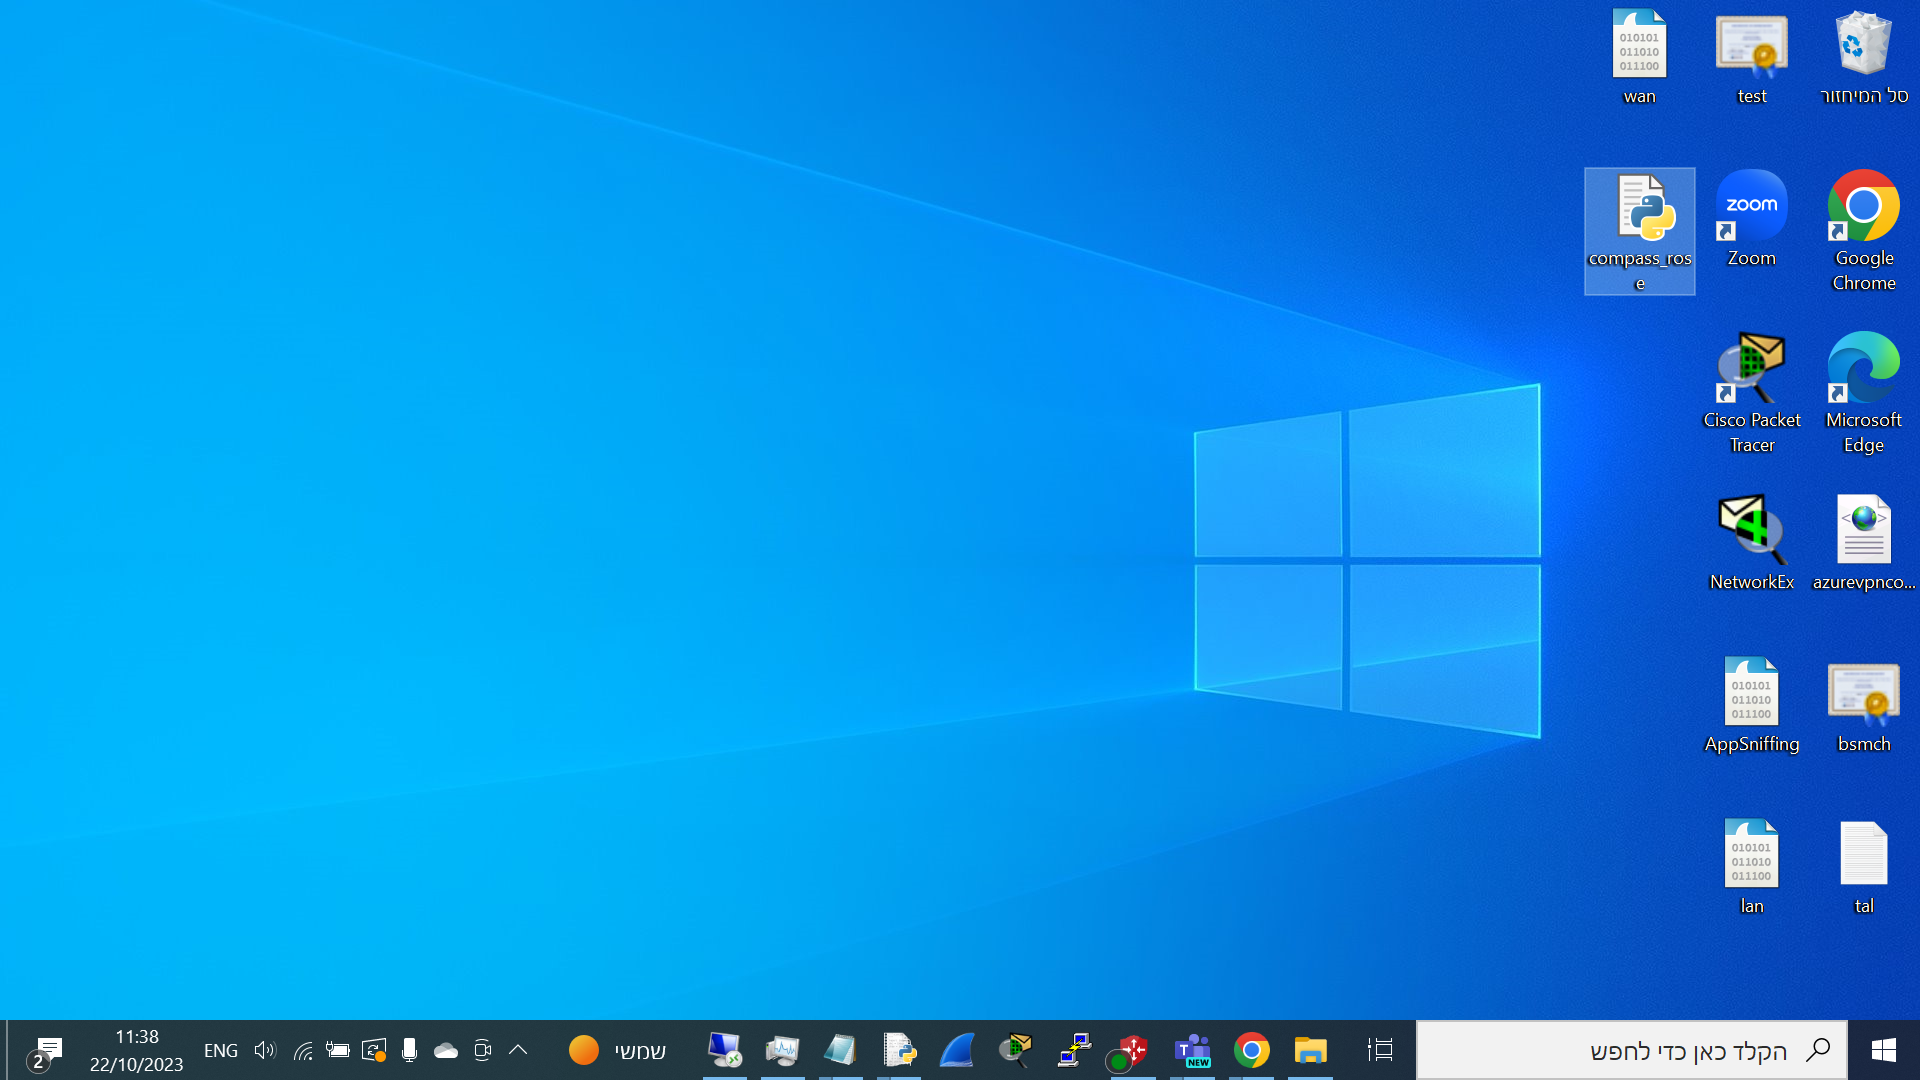 wan
test
סל המיחזור
compass_ros
e
zoom
Zoom
Google
Chrome
Cisco Packet
Tracer
Microsoft
Edge
NetworkEx
azurevpnco...
010101
011010
011100
010101
011010
011100
AppSniffing
bsmch
010101
011010
011100
lan
tal
2
11:38
22/10/2023
ENG
שמשי
T
NEW
הקלד כאן כדי לחפש